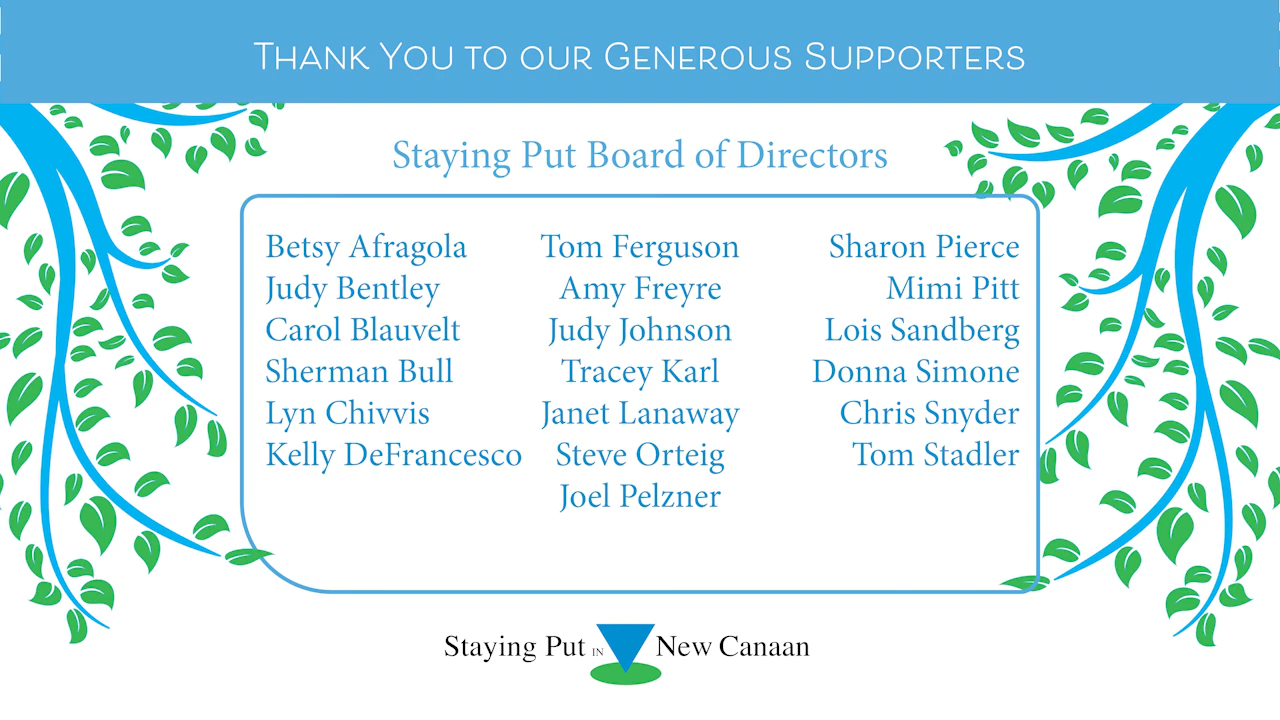 THANK YOU TO OUR GENEROUS SUPPORTERS
Staying Put Board of Directors
Betsy Afragola
Judy Bentley
Carol Blauvelt
Sherman Bull
Lyn Chivvis
Kelly DeFrancesco
Tom Ferguson
Amy Freyre
Judy Johnson
Tracey Karl
Janet Lanaway
Steve Orteig
Joel Pelzner
Sharon Pierce
Mimi Pitt
Lois Sandberg
Donna Simone
Chris Snyder
Tom Stadler
Staying Put IN New Canaan